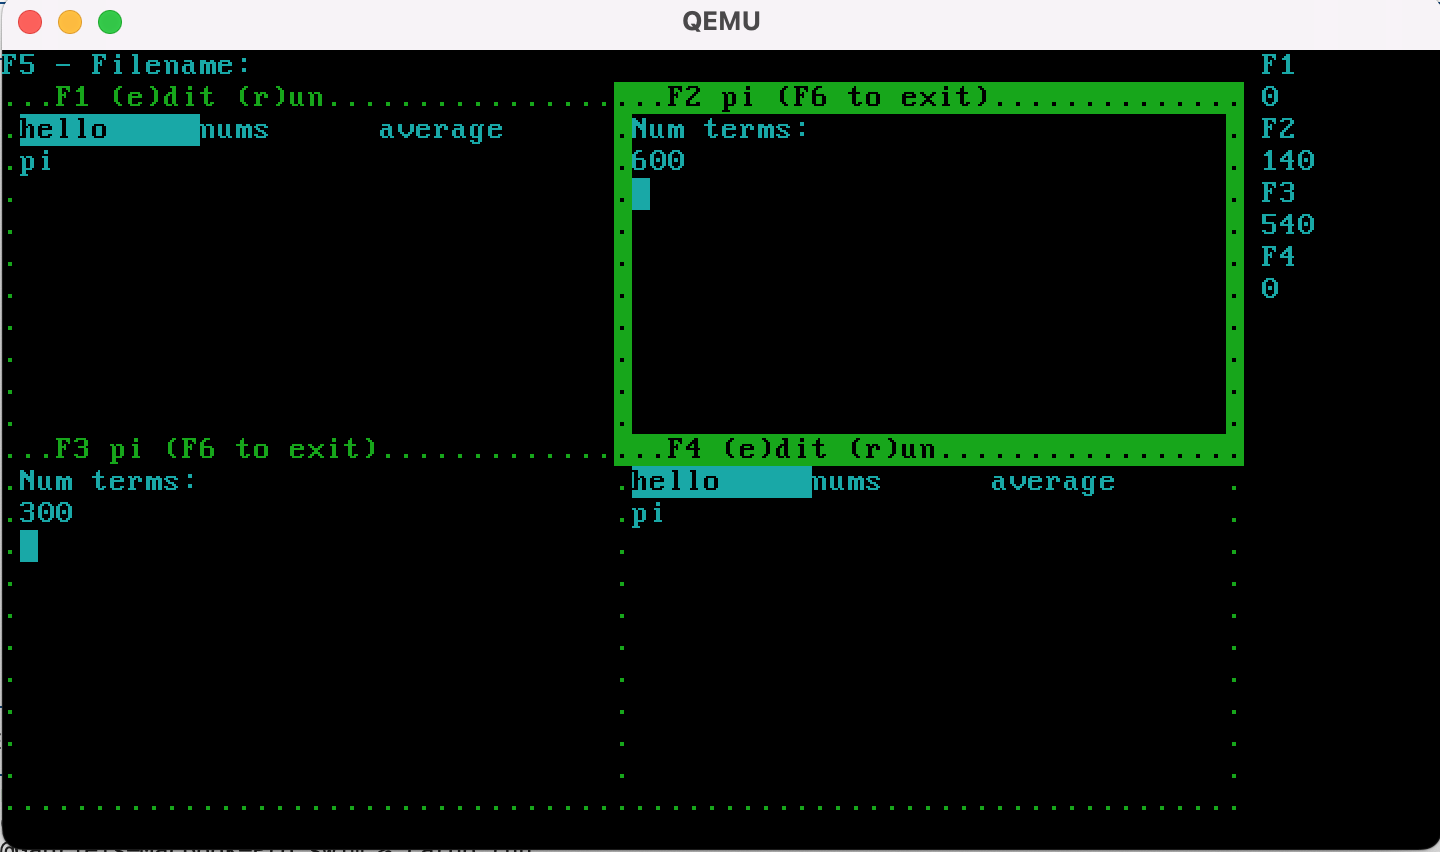 QEMU
F5 - Filename:
F1
...F1 (e)dit (r)un...................F2 pi (F6 to exit)..............
0
hello nums average
Num terms:
F2
pi
600
140
F3
540
F4
0
...F3 pi (F6 to exit)................F4 (e)dit (r)un.................
Num terms:
hello nums average
300
pi